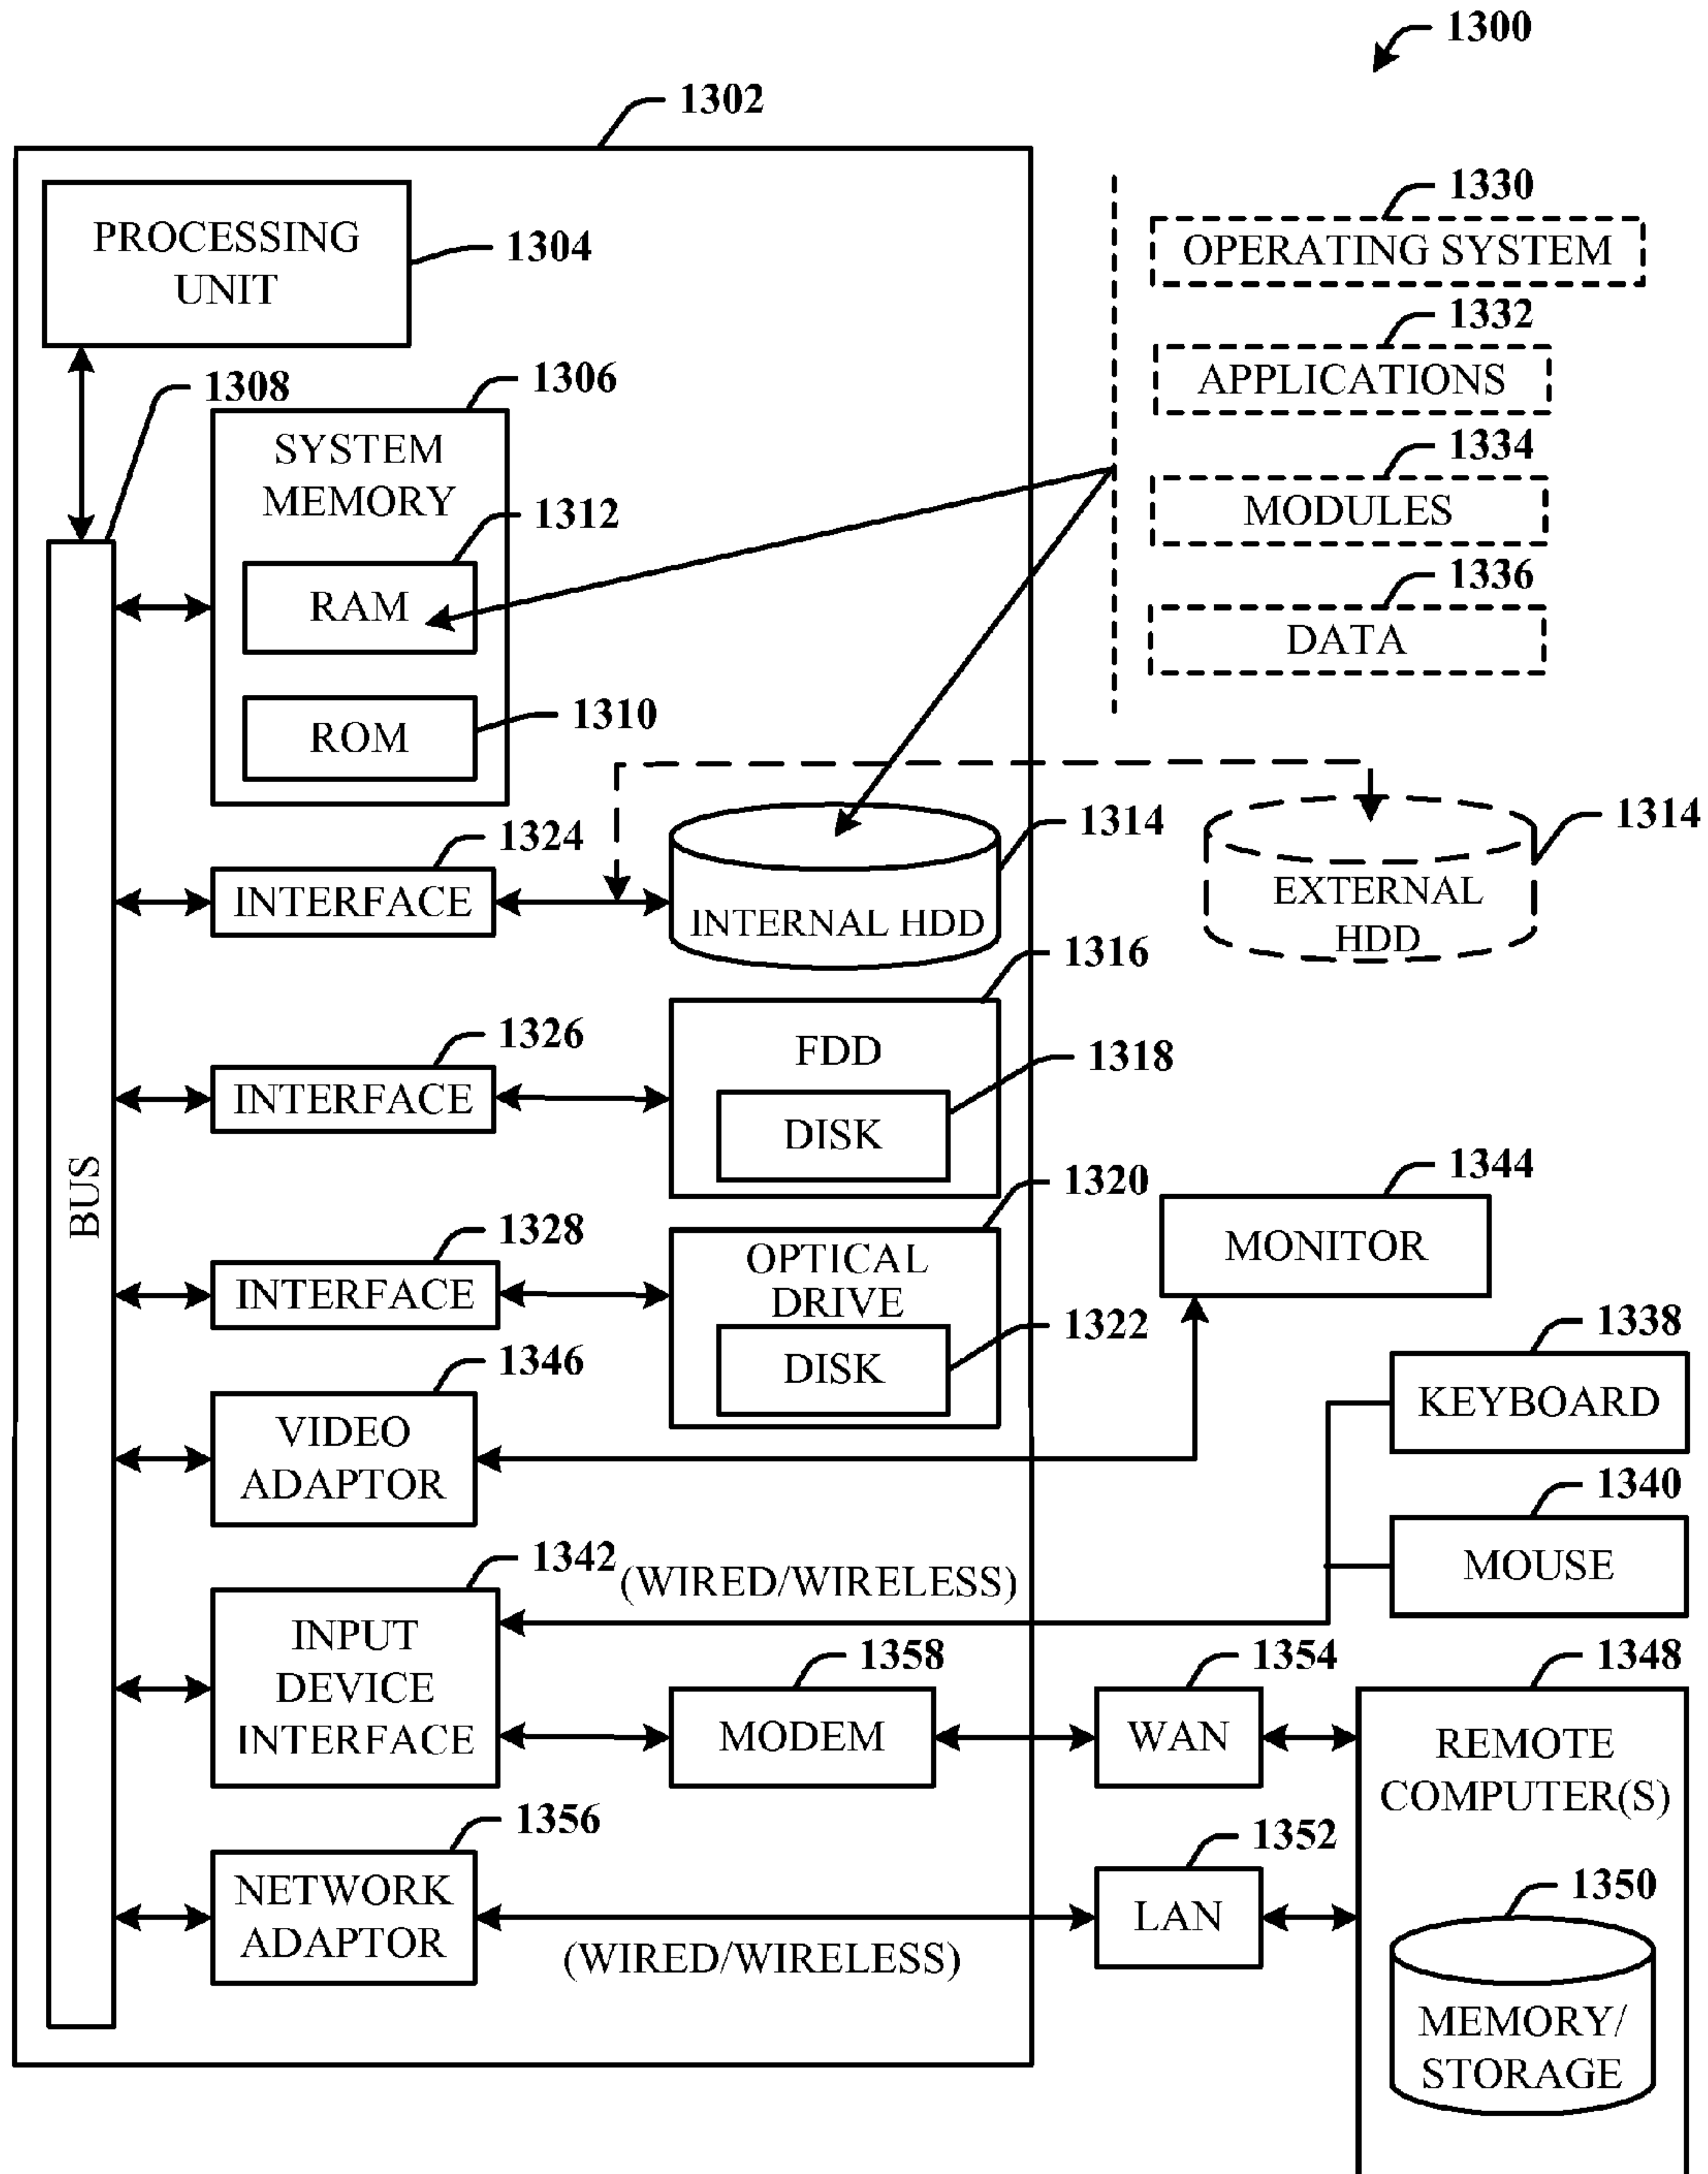 1300
1302
PROCESSING
UNIT
1304
1330
OPERATING SYSTEM
1332
APPLICATIONS
1334
MODULES
1336
DATA
1308
1306
SYSTEM
MEMORY
1312
RAM
1310
ROM
1324
INTERFACE
1314
INTERNAL HDD
1314
EXTERNAL
HDD
1316
FDD
1326
INTERFACE
1318
DISK
BUS
1320
OPTICAL
DRIVE
1328
INTERFACE
1322
DISK
1344
MONITOR
1346
VIDEO
ADAPTOR
1338
KEYBOARD
1340
MOUSE
1342
(WIRED/WIRELESS)
INPUT
DEVICE
INTERFACE
1358
MODEM
1354
WAN
1348
REMOTE
COMPUTER(S)
1356
NETWORK
ADAPTOR
(WIRED/WIRELESS)
1352
LAN
1350
MEMORY/
STORAGE